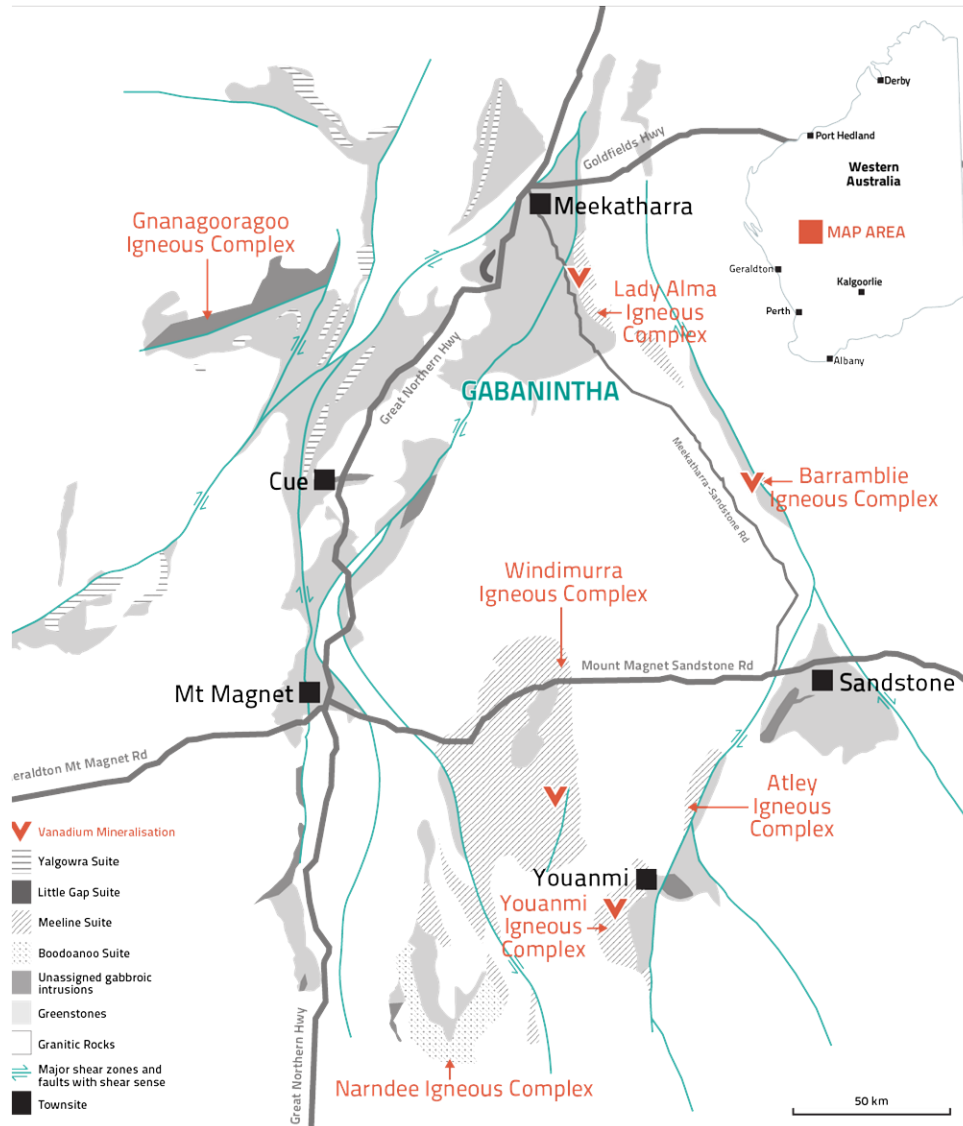 Derby
Port Hedland
Western
Australia
MAP AREA
Geraldton
Kalgoorlie
Perth
Albany
Goldfields Hwy
Meekatharra
Gnanagooragoo
Igneous Complex
Lady Alma
Igneous
Complex
Great Northern Hwy
GABANINTHA
Meekatharra-Sandstone Rd
Cue
Barramblie
Igneous Complex
Windimurra
Igneous Complex
Mount Magnet Sandstone Rd
Mt Magnet
Sandstone
eraldton Mt Magnet Rd
Atley
Igneous
Complex
Youanmi
Youanmi
Igneous
Complex
Narndee Igneous Complex
Great Northern Hwy
Vanadium Mineralisation
Yalgowra Suite
Little Gap Suite
Meeline Suite
Boodoanoo Suite
Unassigned gabbroic
intrusions
Greenstones
Granitic Rocks
Major shear zones and
faults with shear sense
Townsite
50 km